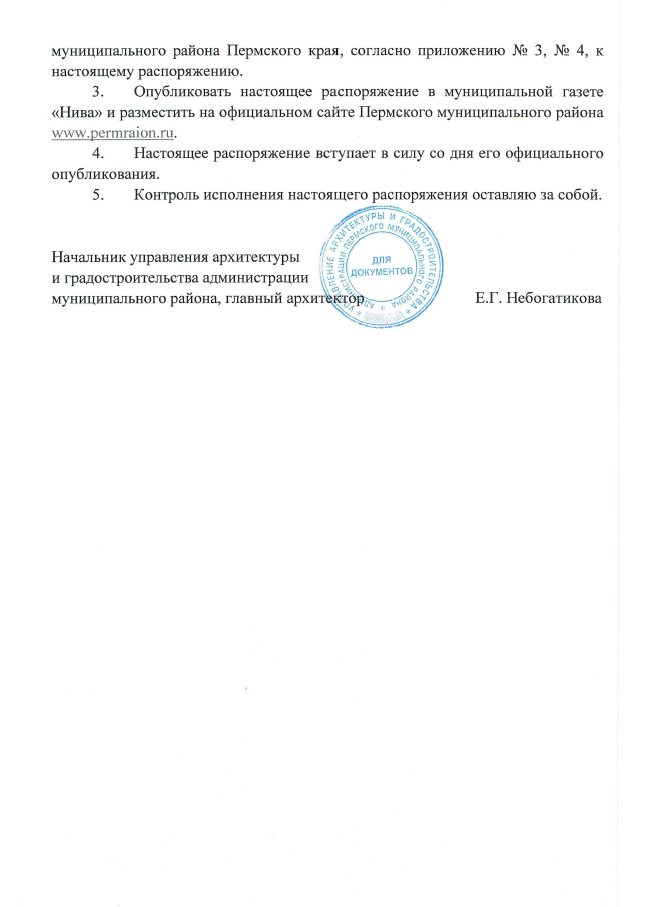 муниципального района Пермского края, согласно приложению № 3, № 4, к
настоящему распоряжению.
3. Опубликовать настоящее распоряжение в муниципальной газете
«Нива» и разместить на официальном сайте Пермского муниципального района
www.permraion.ru.
4. Настоящее распоряжение вступает в силу со дня его официального
опубликования.
5. Контроль исполнения настоящего распоряжения оставляю за собой.
Начальник управления архитектуры
и градостроительства администрации
муниципального района, главный архитектор Е.Г. Небогатикова
УПРАВЛЕНИЕ АРХИТЕКТУРЫ И ГРАДОСТРОИТЕЛЬСТВА
АДМИНИСТРАЦИИ ПЕРМСКОГО МУНИЦИПАЛЬНОГО РАЙОНА
ДЛЯ
ДОКУМЕНТОВ